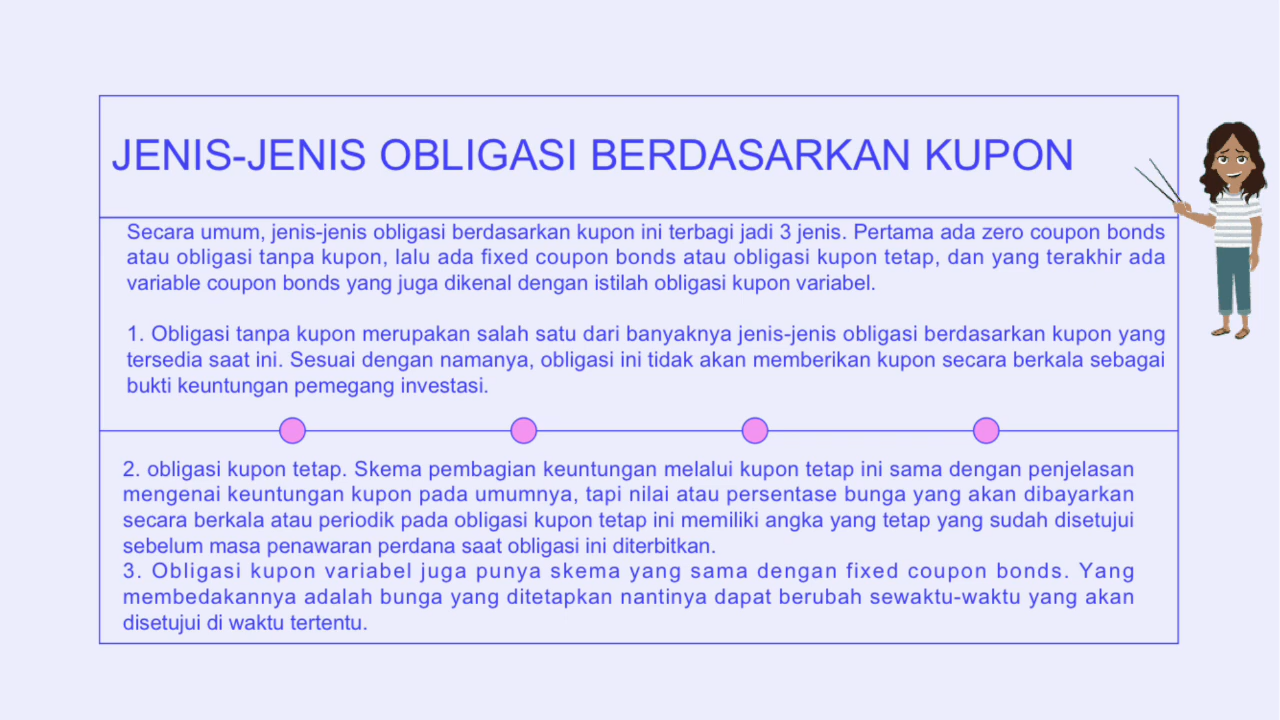 JENIS-JENIS OBLIGASI BERDASARKAN KUPON
Secara umum, jenis-jenis obligasi berdasarkan kupon ini terbagi jadi 3 jenis. Pertama ada zero coupon bonds
atau obligasi tanpa kupon, lalu ada fixed coupon bonds atau obligasi kupon tetap, dan yang terakhir ada
variable coupon bonds yang juga dikenal dengan istilah obligasi kupon variabel.
1. Obligasi tanpa kupon merupakan salah satu dari banyaknya jenis-jenis obligasi berdasarkan kupon yang
tersedia saat ini. Sesuai dengan namanya, obligasi ini tidak akan memberikan kupon secara berkala sebagai
bukti keuntungan pemegang investasi.
2. obligasi kupon tetap. Skema pembagian keuntungan melalui kupon tetap ini sama dengan penjelasan
mengenai keuntungan kupon pada umumnya, tapi nilai atau persentase bunga yang akan dibayarkan
secara berkala atau periodik pada obligasi kupon tetap ini memiliki angka yang tetap yang sudah disetujui
sebelum masa penawaran perdana saat obligasi ini diterbitkan.
3. Obligasi kupon variabel juga punya skema yang sama dengan fixed coupon bonds. Yang
membedakannya adalah bunga yang ditetapkan nantinya dapat berubah sewaktu-waktu yang akan
disetujui di waktu tertentu.